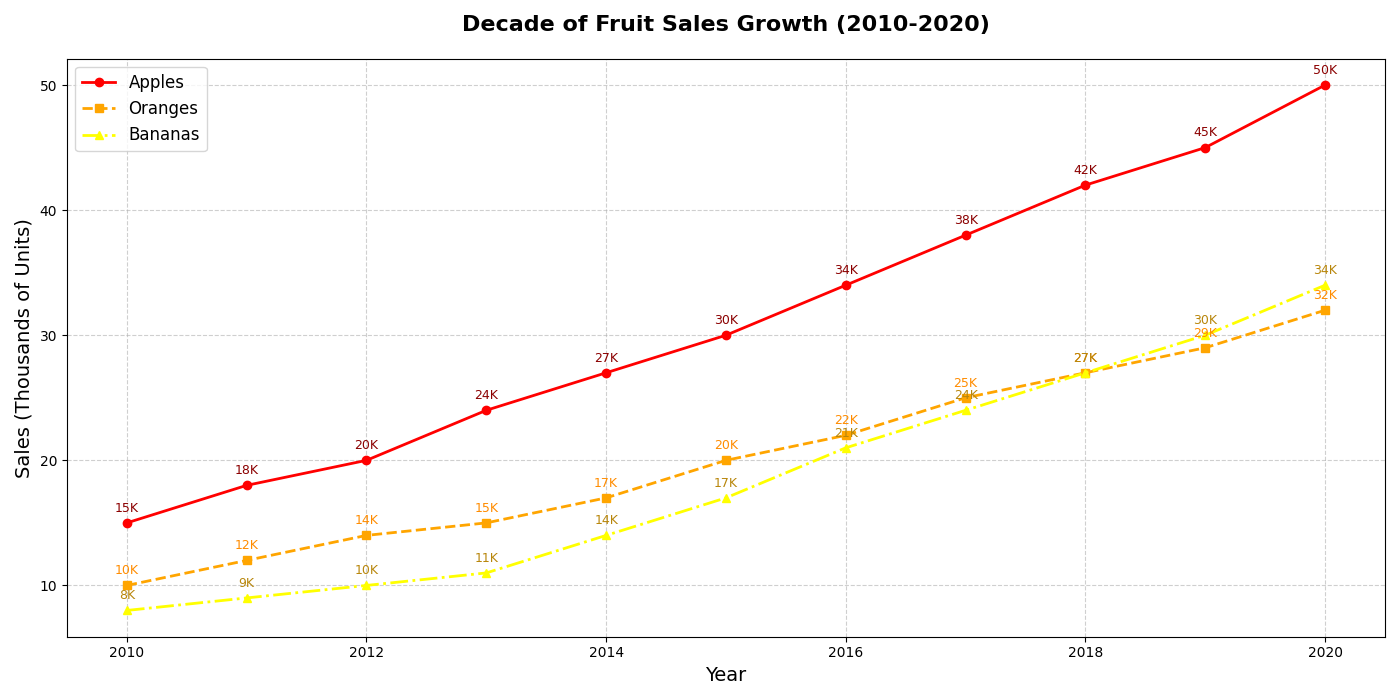 Decade of Fruit Sales Growth (2010-2020)
Apples
Oranges
Bananas
Sales (Thousands of Units)
50
40
30
20
10
15K
18K
20K
24K
27K
30K
34K
38K
42K
45K
50K
10K
12K
14K
15K
17K
20K
22K
25K
27K
29K
32K
8K
9K
10K
11K
14K
17K
21K
24K
27K
30K
34K
2010
2012
2014
2016
2018
2020
Year